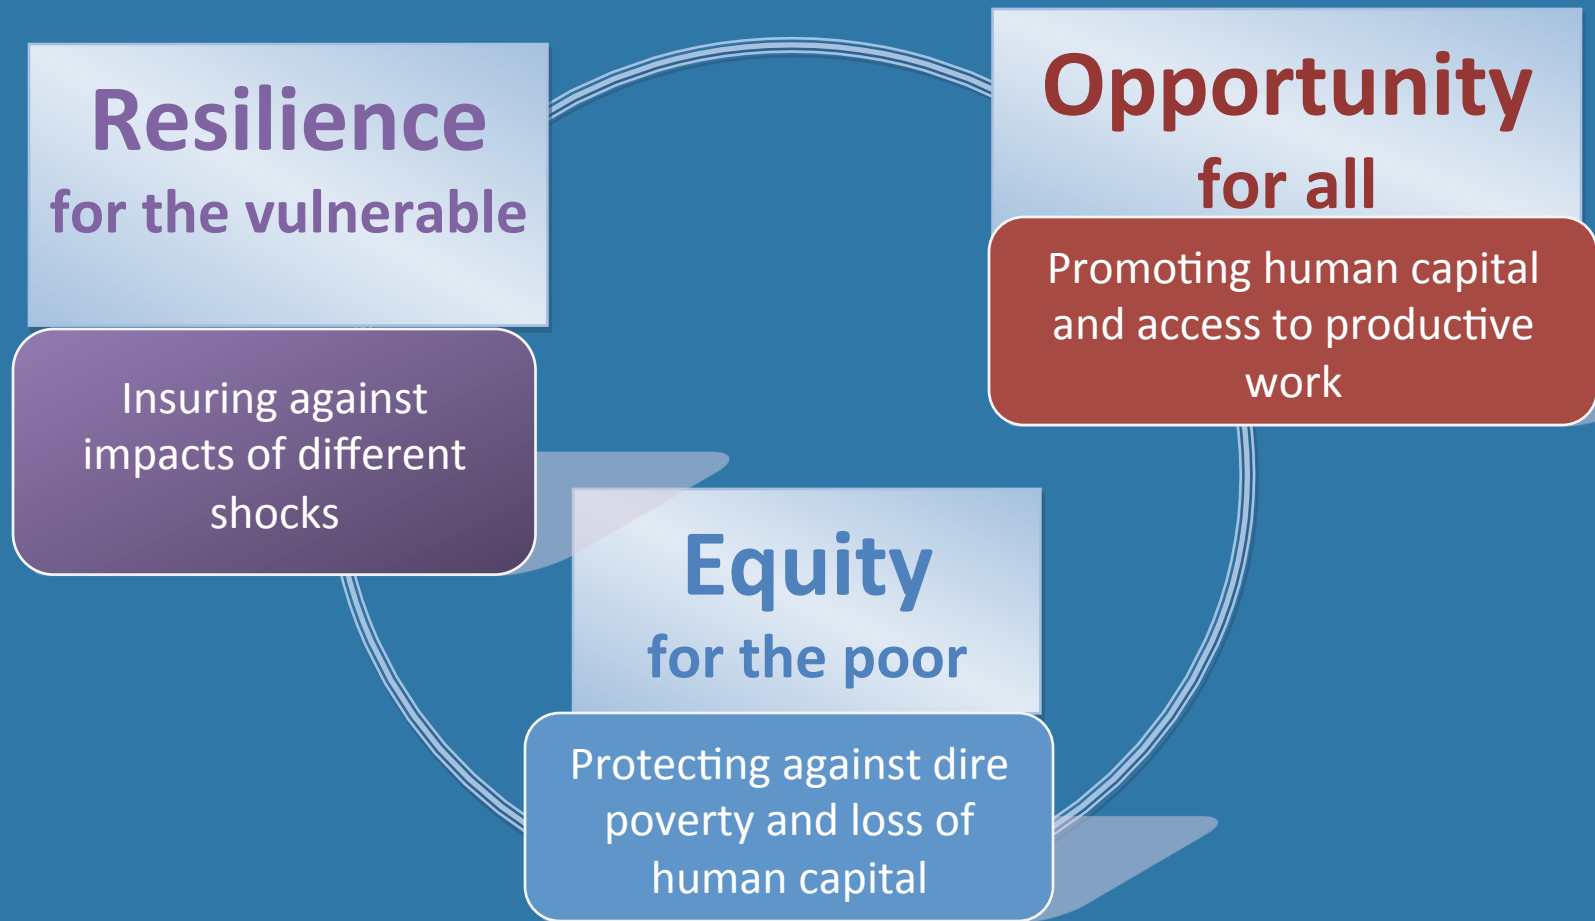 Resilience
for the vulnerable
Insuring against
impacts of different
shocks
Opportunity
for all
Promoting human capital
and access to productive
work
Equity
for the poor
Protecting against dire
poverty and loss of
human capital